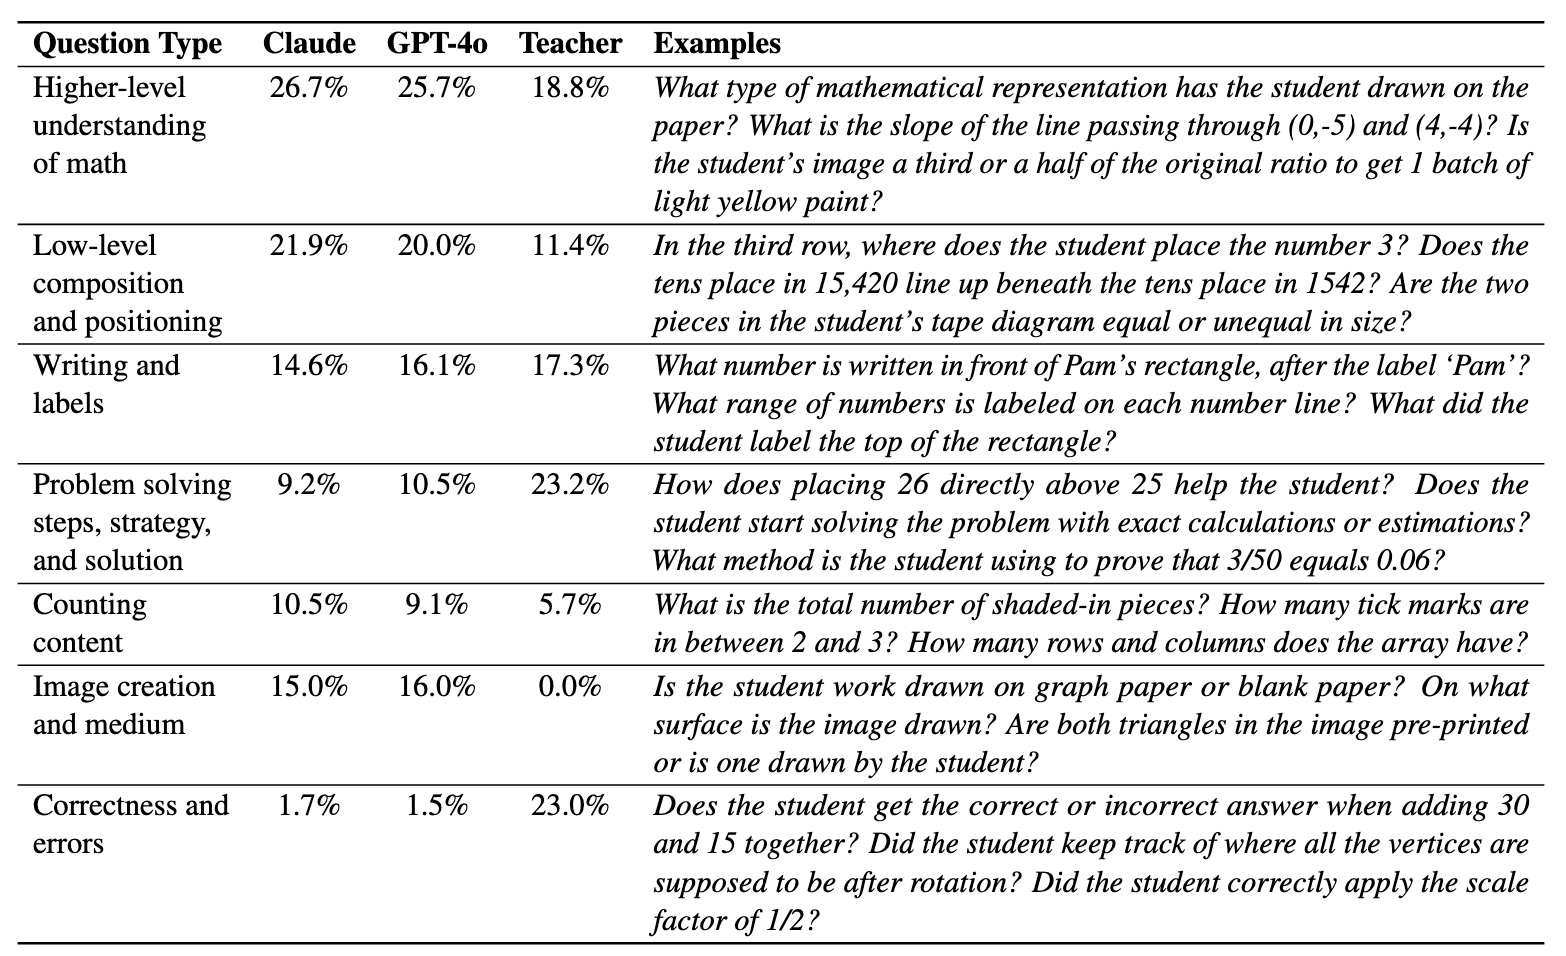 Question Type Claude GPT-4o Teacher Examples
Higher-level 26.7% 25.7% 18.8% What type of mathematical representation has the student drawn on the
understanding paper? What is the slope of the line passing through (0,-5) and (4,-4)? Is
of math the student’s image a third or a half of the original ratio to get 1 batch of
light yellow paint?
Low-level 21.9% 20.0% 11.4% In the third row, where does the student place the number 3? Does the
composition tens place in 15,420 line up beneath the tens place in 1542? Are the two
and positioning pieces in the student’s tape diagram equal or unequal in size?
Writing and 14.6% 16.1% 17.3% What number is written in front of Pam’s rectangle, after the label ‘Pam’?
labels What range of numbers is labeled on each number line? What did the
student label the top of the rectangle?
Problem solving 9.2% 10.5% 23.2% How does placing 26 directly above 25 help the student? Does the
steps, strategy, student start solving the problem with exact calculations or estimations?
and solution What method is the student using to prove that 3/50 equals 0.06?
Counting 10.5% 9.1% 5.7% What is the total number of shaded-in pieces? How many tick marks are
content in between 2 and 3? How many rows and columns does the array have?
Image creation 15.0% 16.0% 0.0% Is the student work drawn on graph paper or blank paper? On what
and medium surface is the image drawn? Are both triangles in the image pre-printed
or is one drawn by the student?
Correctness and 1.7% 1.5% 23.0% Does the student get the correct or incorrect answer when adding 30
errors and 15 together? Did the student keep track of where all the vertices are
supposed to be after rotation? Did the student correctly apply the scale
factor of 1/2?